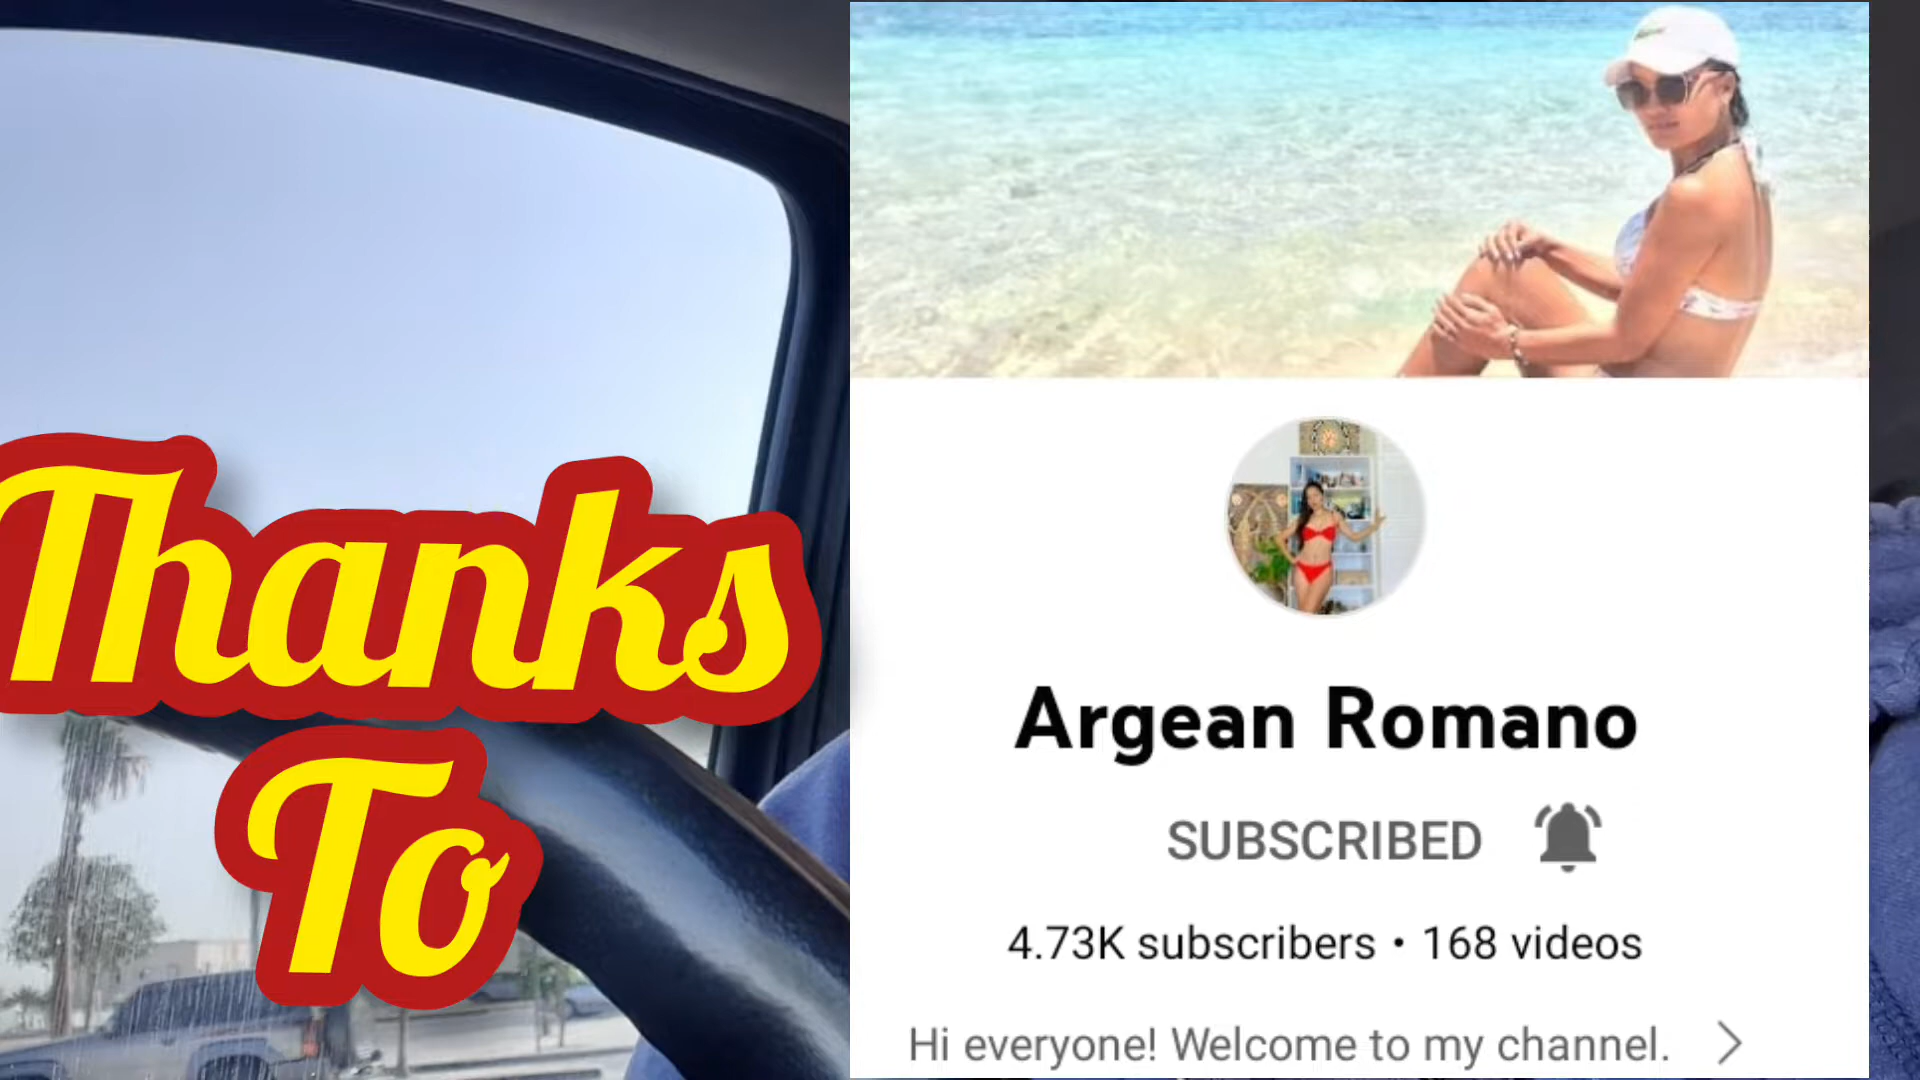 Thanks
To
Argean Romano
SUBSCRIBED
4.73K subscribers • 168 videos
Hi everyone! Welcome to my channel.